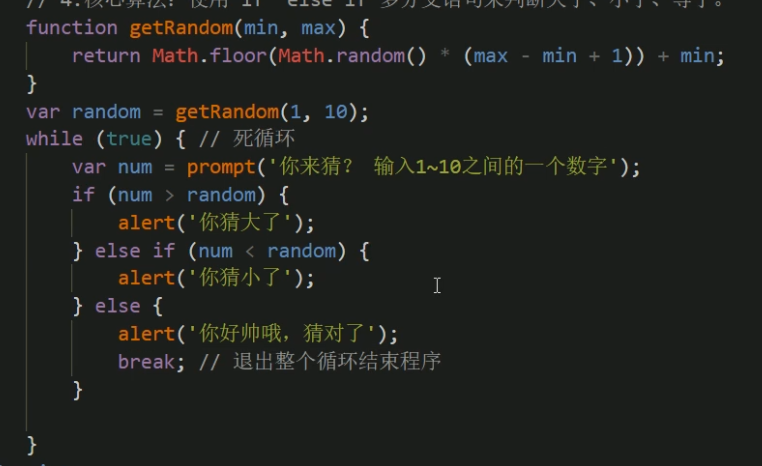 // 4.核心算法：使用 if else if 多分支语句来判断大于、小于、等于。
function getRandom(min, max) {
return Math.floor(Math.random() * (max - min + 1)) + min;
}
var random = getRandom(1, 10);
while (true) { // 死循环
var num = prompt('你来猜？ 输入1~10之间的一个数字');
if (num > random) {
alert('你猜大了');
} else if (num < random) {
alert('你猜小了');
} else {
alert('你好帅哦，猜对了');
break; // 退出整个循环结束程序
}
}